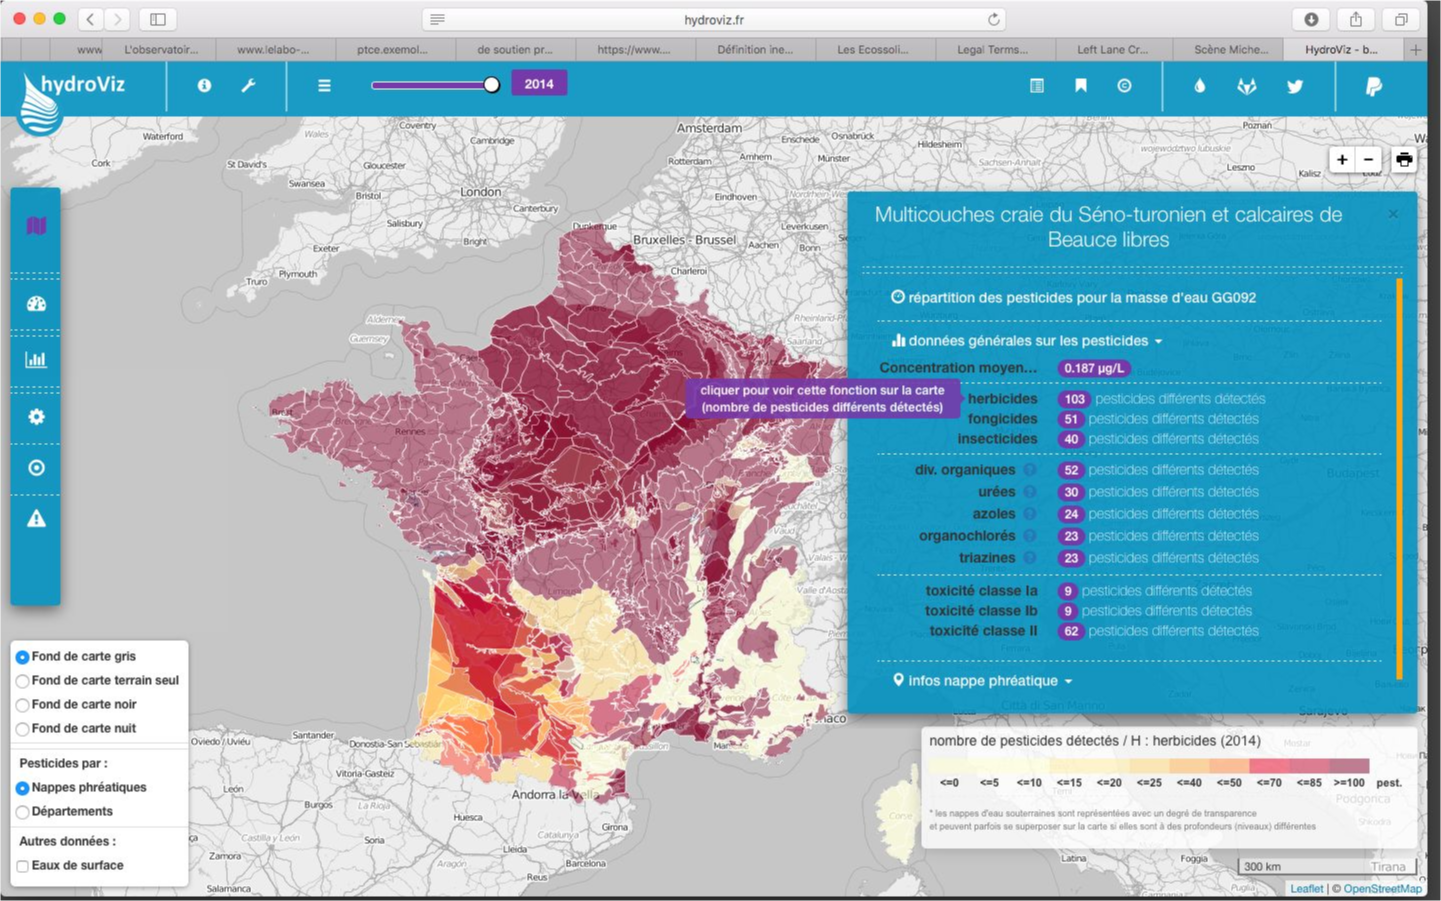 hydroviz.fr
www
L'observatoir...
www.lelabo-...
ptce.exemol...
de soutien pr...
https://www....
Définition ine...
Les Ecossoli...
Legal Terms...
Left Lane Cr...
Scène Miche...
HydroViz - b...
hydroViz
2014
Waterford
Cork
Wales
Coventry
Cambridge
St David's
Gloucester
Swansea
Bristol
London
Salisbury
Canterbury
Exeter
Bright
Plymouth
Truro
Amsterdam
Enschede
Osnabrück
Hildesheim
Rotterdam
Arnhem
Münster
Sachsen-Anhalt
województwo lubuskie
Poznań
Leszno
Kalisz
Eindhoven
Dunkerque
Bruxelles - Brussel
Leverkusen
Aachen
Bonn
Charleroi
Alderney
Guernsey
Saarland
Brest
Rennes
Multicouches craie du Séno-turonien et calcaires de
Beauce libres
répartition des pesticides pour la masse d'eau GG092
données générales sur les pesticides
Concentration moyen... 0.187 µg/L
cliquer pour voir cette fonction sur la carte
(nombre de pesticides différents détectés)
herbicides 103 pesticides différents détectés
fongicides 51 pesticides différents détectés
insecticides 40 pesticides différents détectés
div. organiques 52 pesticides différents détectés
urées 30 pesticides différents détectés
azoles 24 pesticides différents détectés
organochlorés 23 pesticides différents détectés
triazines 23 pesticides différents détectés
toxicité classe Ia 9 pesticides différents détectés
toxicité classe Ib 9 pesticides différents détectés
toxicité classe II 62 pesticides différents détectés
infos nappe phréatique
Budapest
Città di San Marino
Sarajevo
Fond de carte gris
Fond de carte terrain seul
Fond de carte noir
Fond de carte nuit
Pesticides par :
Nappes phréatiques
Départements
Autres données :
Eaux de surface
Oviedo / Uviéu
Santander
Donostia-San Sebastián
Vitoria-Gasteiz
León
Burgos
La Rioja
Castilla y León
Soria
Zamora
Aragón
Salamanca
Andorra la Vella
Huesca
Girona
Catalunya
Lleida
Barcelona
Reus
nombre de pesticides détectés / H : herbicides (2014)
<=0 <=5 <=10 <=15 <=20 <=25 <=40 <=50 <=70 <=85 >=100 pest.
* les nappes d'eau souterraines sont représentées avec un degré de transparence
et peuvent parfois se superposer sur la carte si elles sont à des profondeurs (niveaux) différentes
Podgorica
Latina
Foggia
Puglia
300 km
Tirana
Leaflet | © OpenStreetMap